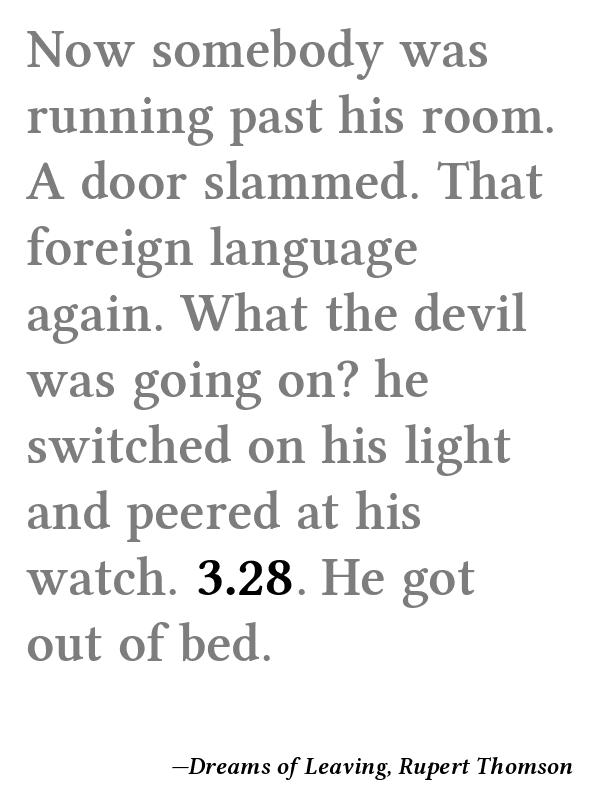 Now somebody was
running past his room.
A door slammed. That
foreign language
again. What the devil
was going on? he
switched on his light
and peered at his
watch. 3.28. He got
out of bed.
—Dreams of Leaving, Rupert Thomson